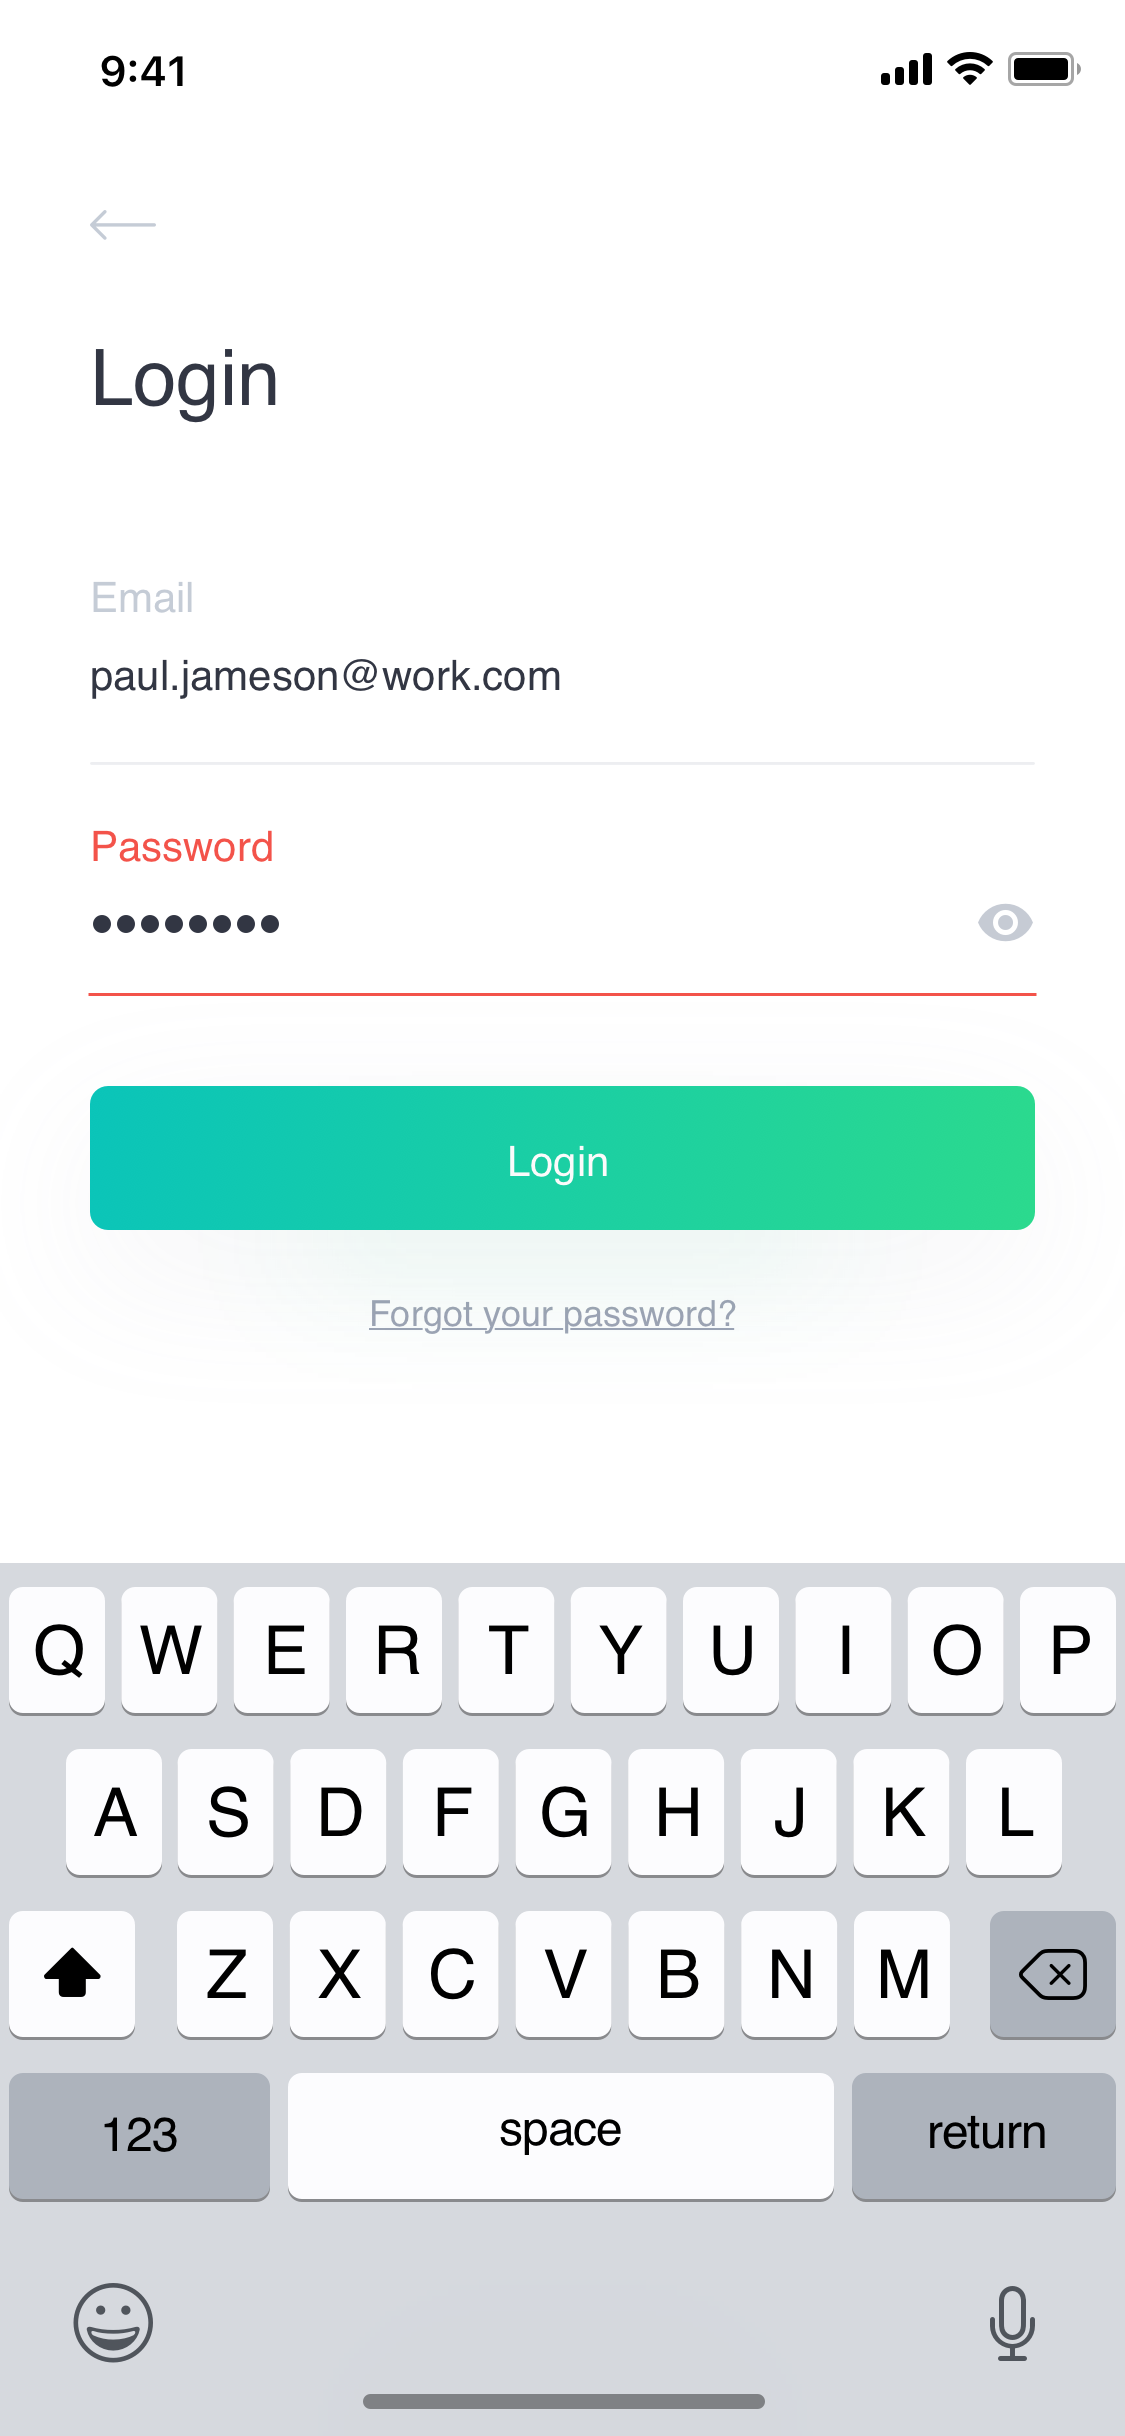 9:41
Login
Email
paul.jameson@work.com
Password
Login
Forgot your password?
Q W E R T Y U I O P
A S D F G H J K L
Z X C V B N M
123 space return